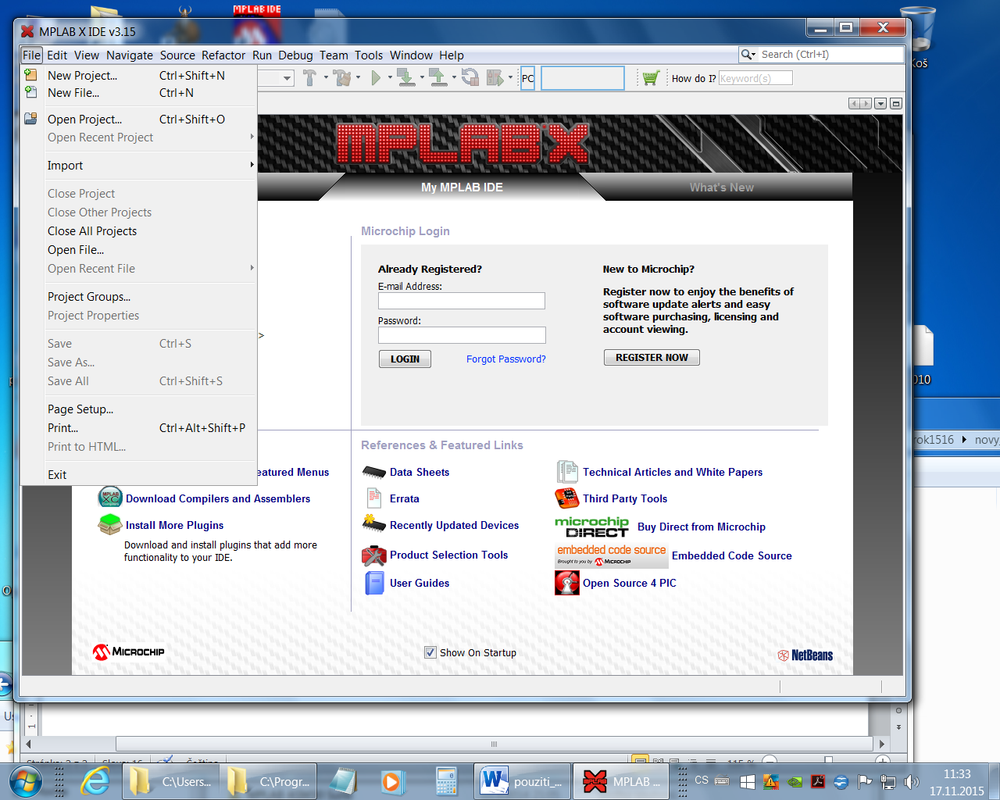 MPLAB IDE
MPLAB X IDE v3.15
File Edit View Navigate Source Refactor Run Debug Team Tools Window Help
Search (Ctrl+I)
Koš
New Project... Ctrl+Shift+N
New File... Ctrl+N
Open Project... Ctrl+Shift+O
Open Recent Project
Import
Close Project
Close Other Projects
Close All Projects
Open File...
Open Recent File
Project Groups...
Project Properties
Save Ctrl+S
Save As...
Save All Ctrl+Shift+S
Page Setup...
Print... Ctrl+Alt+Shift+P
Print to HTML...
Exit
PC
How do I? Keyword(s)
MPLAB X
My MPLAB IDE
What's New
Microchip Login
Already Registered?
E-mail Address:
Password:
LOGIN
Forgot Password?
New to Microchip?
Register now to enjoy the benefits of
software update alerts and easy
software purchasing, licensing and
account viewing.
REGISTER NOW
>
010
rok1516
novy
eatured Menus
MPLAB XC Compilers
Download Compilers and Assemblers
Install More Plugins
Download and install plugins that add more
functionality to your IDE.
References & Featured Links
Data Sheets
Errata
Recently Updated Devices
Product Selection Tools
User Guides
Technical Articles and White Papers
Third Party Tools
microchip DIRECT
Buy Direct from Microchip
embedded code source
Brought to you by MICROCHIP
Embedded Code Source
Open Source 4 PIC
MICROCHIP
Show On Startup
NetBeans
Stránka: 2 z 2 Slova: 16 Čeština 115 %
C:\Users... C:\Progr... pouziti_... MPLAB ...
CS
11:33
17.11.2015